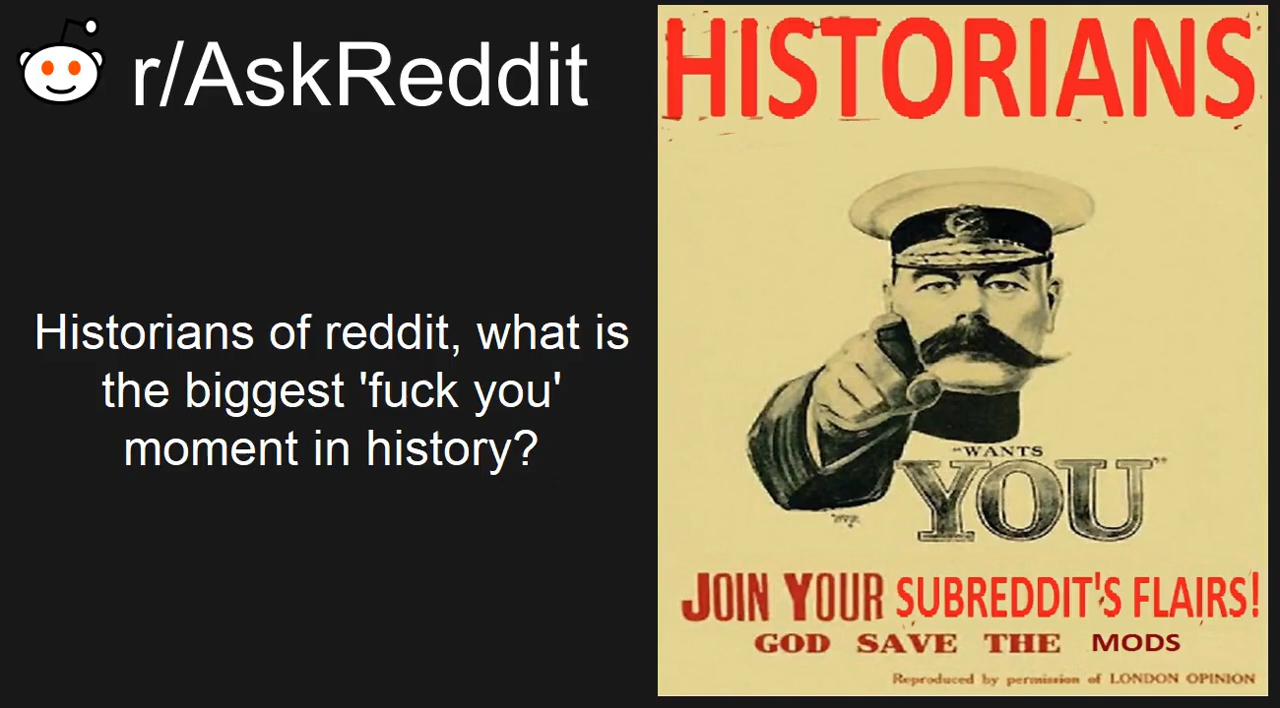 r/AskReddit
Historians of reddit, what is
the biggest 'fuck you'
moment in history?
HISTORIANS
"WANTS
YOU"
JOIN YOUR SUBREDDIT'S FLAIRS!
GOD SAVE THE MODS
Reproduced by permission of LONDON OPINION